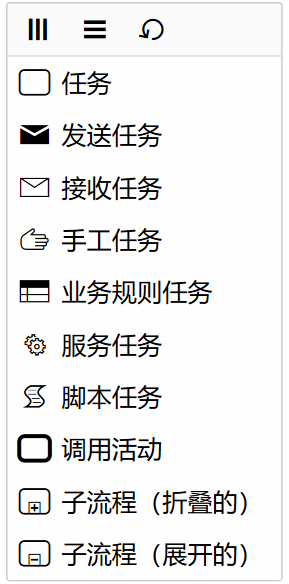 任务
发送任务
接收任务
手工任务
业务规则任务
服务任务
脚本任务
调用活动
子流程（折叠的）
子流程（展开的）